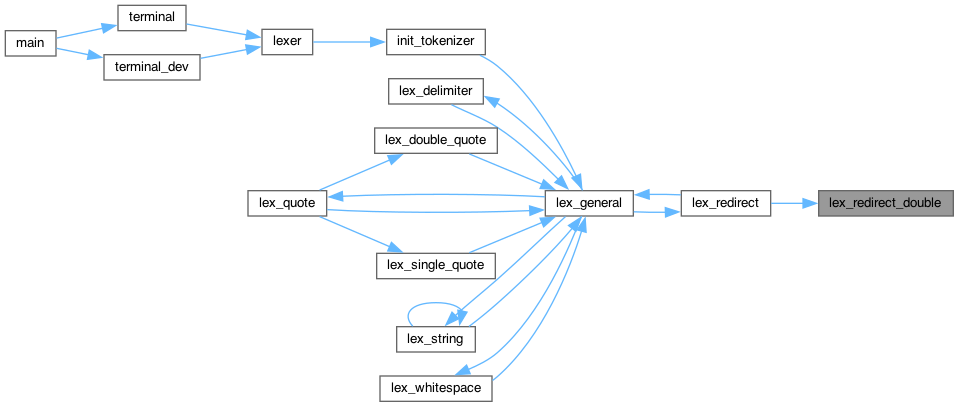 terminal
main
lexer
init_tokenizer
terminal_dev
lex_delimiter
lex_double_quote
lex_quote
lex_general
lex_redirect
lex_redirect_double
lex_single_quote
lex_string
lex_whitespace